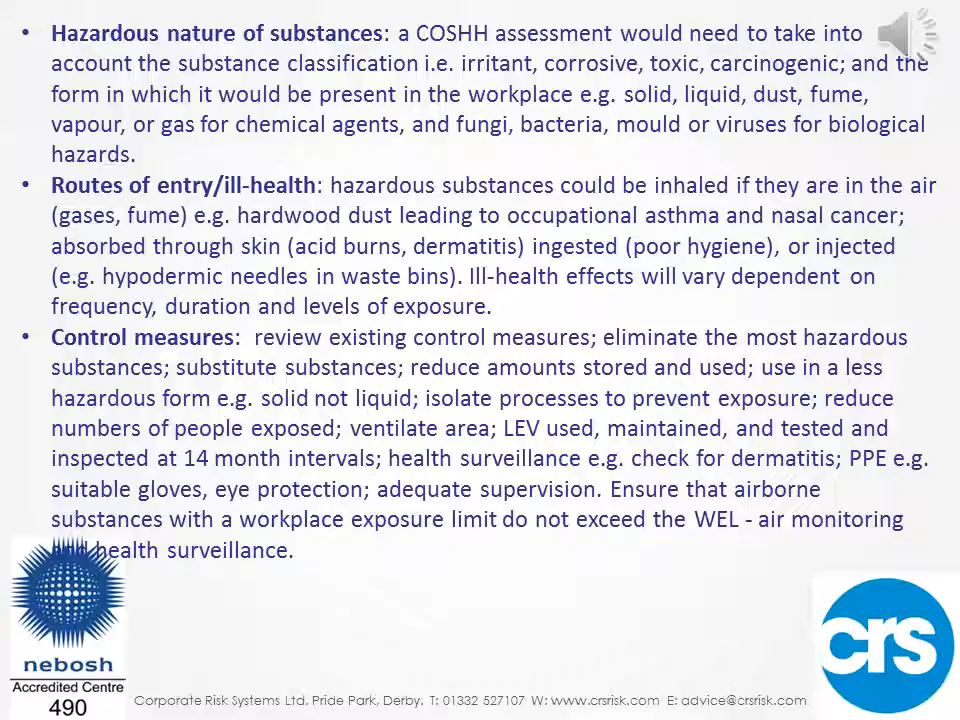 • Hazardous nature of substances: a COSHH assessment would need to take into
account the substance classification i.e. irritant, corrosive, toxic, carcinogenic; and the
form in which it would be present in the workplace e.g. solid, liquid, dust, fume,
vapour, or gas for chemical agents, and fungi, bacteria, mould or viruses for biological
hazards.
• Routes of entry/ill-health: hazardous substances could be inhaled if they are in the air
(gases, fume) e.g. hardwood dust leading to occupational asthma and nasal cancer;
absorbed through skin (acid burns, dermatitis) ingested (poor hygiene), or injected
(e.g. hypodermic needles in waste bins). Ill-health effects will vary dependent on
frequency, duration and levels of exposure.
• Control measures: review existing control measures; eliminate the most hazardous
substances; substitute substances; reduce amounts stored and used; use in a less
hazardous form e.g. solid not liquid; isolate processes to prevent exposure; reduce
numbers of people exposed; ventilate area; LEV used, maintained, and tested and
inspected at 14 month intervals; health surveillance e.g. check for dermatitis; PPE e.g.
suitable gloves, eye protection; adequate supervision. Ensure that airborne
substances with a workplace exposure limit do not exceed the WEL - air monitoring
and health surveillance.
nebosh
Accredited Centre
490
Corporate Risk Systems Ltd. Pride Park, Derby. T: 01332 527107 W: www.crsrisk.com E: advice@crsrisk.com
crs